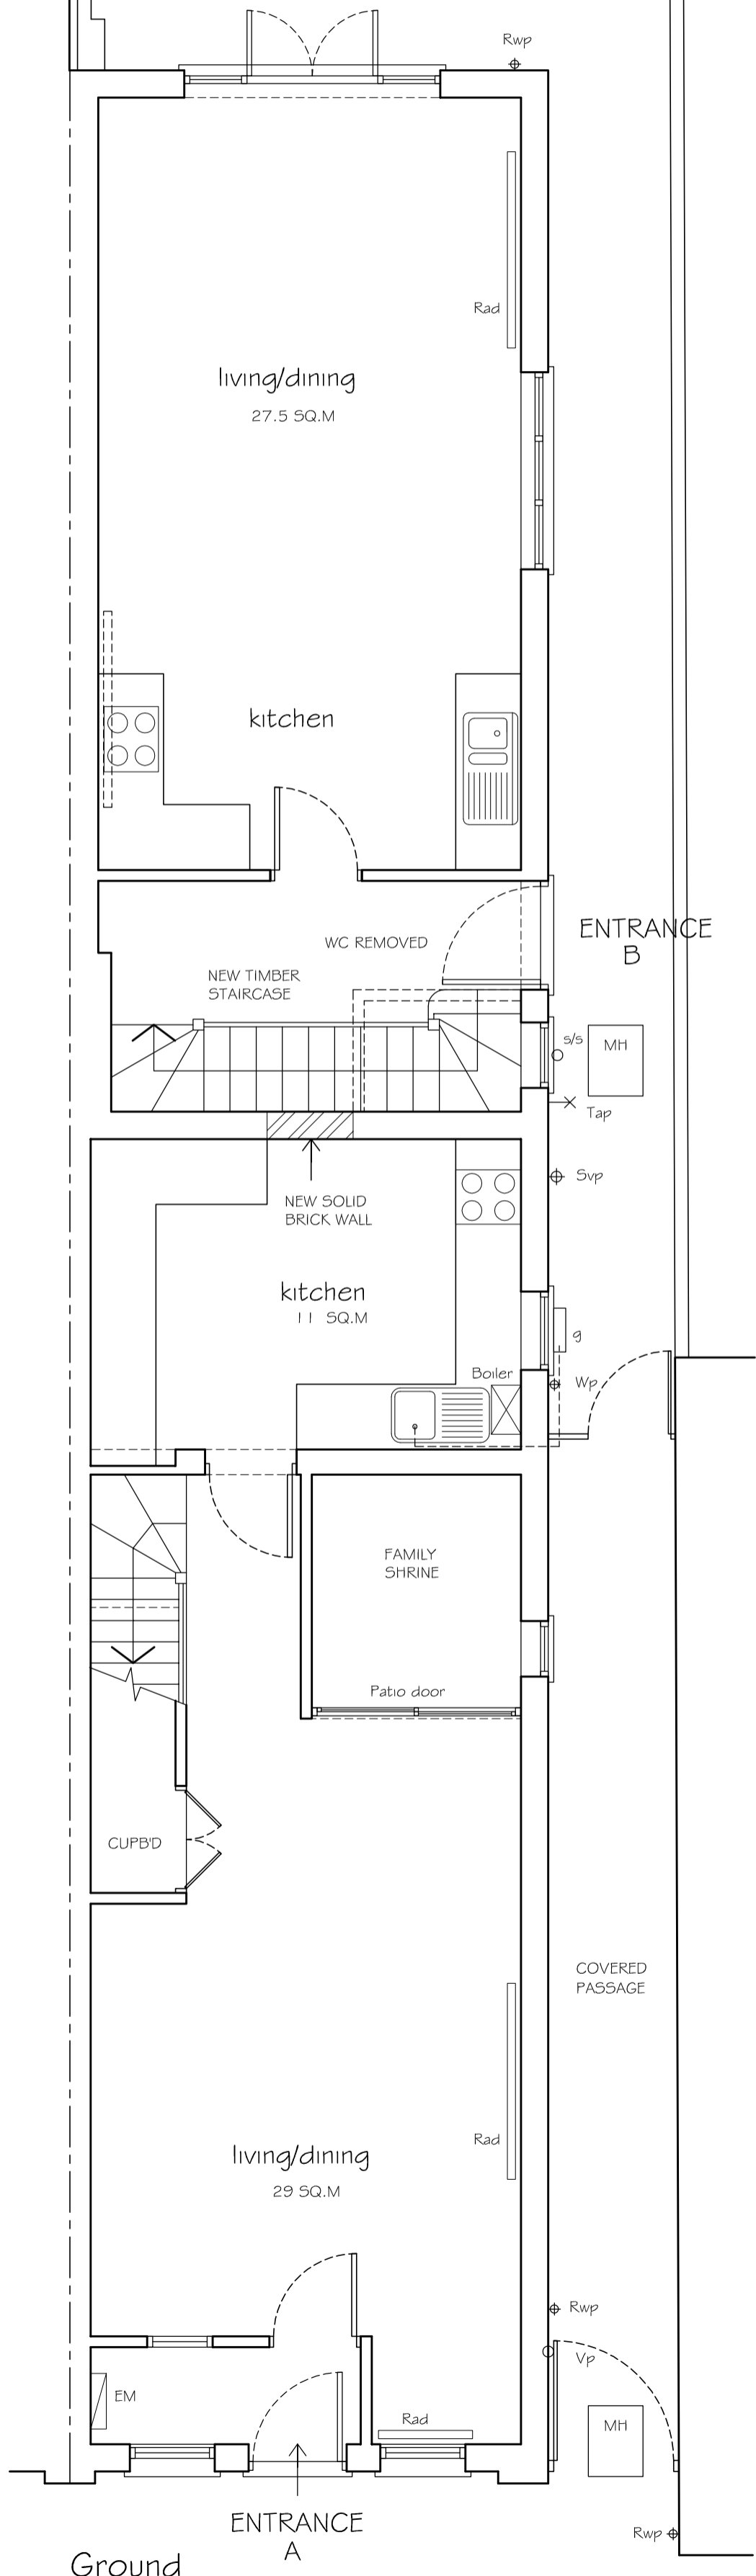 Rwp
Rad
living/dining
27.5 SQ.M
kitchen
ENTRANCE
B
WC REMOVED
NEW TIMBER
STAIRCASE
s/s
MH
Tap
Svp
NEW SOLID
BRICK WALL
kitchen
11 SQ.M
g
Boiler
Wp
FAMILY
SHRINE
Patio door
CUPB'D
COVERED
PASSAGE
Rad
living/dining
29 SQ.M
Rwp
Vp
EM
Rad
MH
ENTRANCE
A
Rwp
Ground